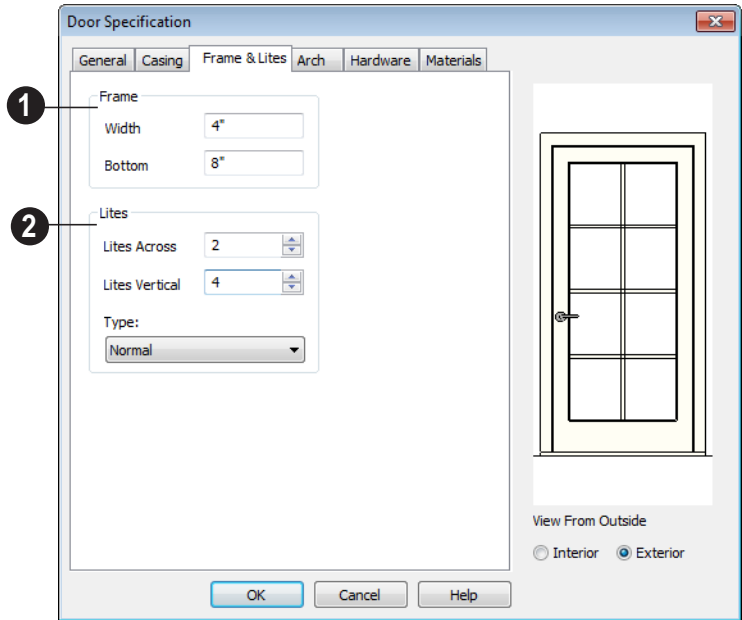 Door Specification
General Casing Frame & Lites Arch Hardware Materials
1
Frame
Width 4"
Bottom 8"
2
Lites
Lites Across 2
Lites Vertical 4
Type:
Normal
View From Outside
Interior Exterior
OK Cancel Help